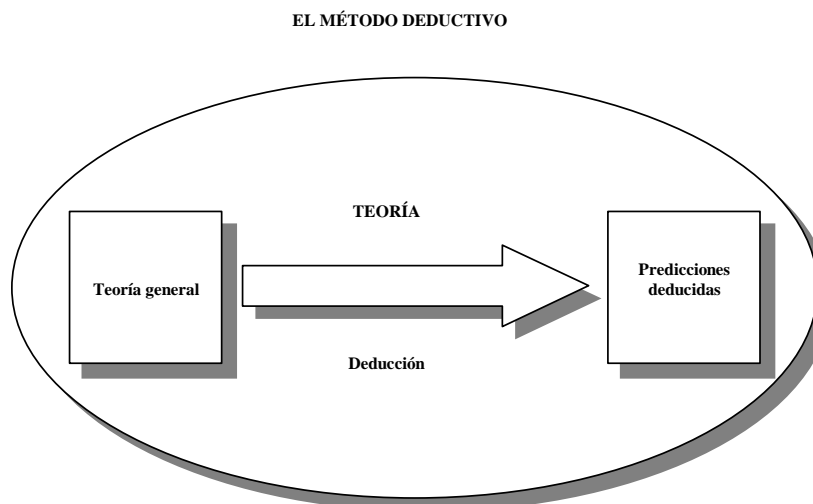 EL MÉTODO DEDUCTIVO
TEORÍA
Teoría general
Predicciones
deducidas
Deducción